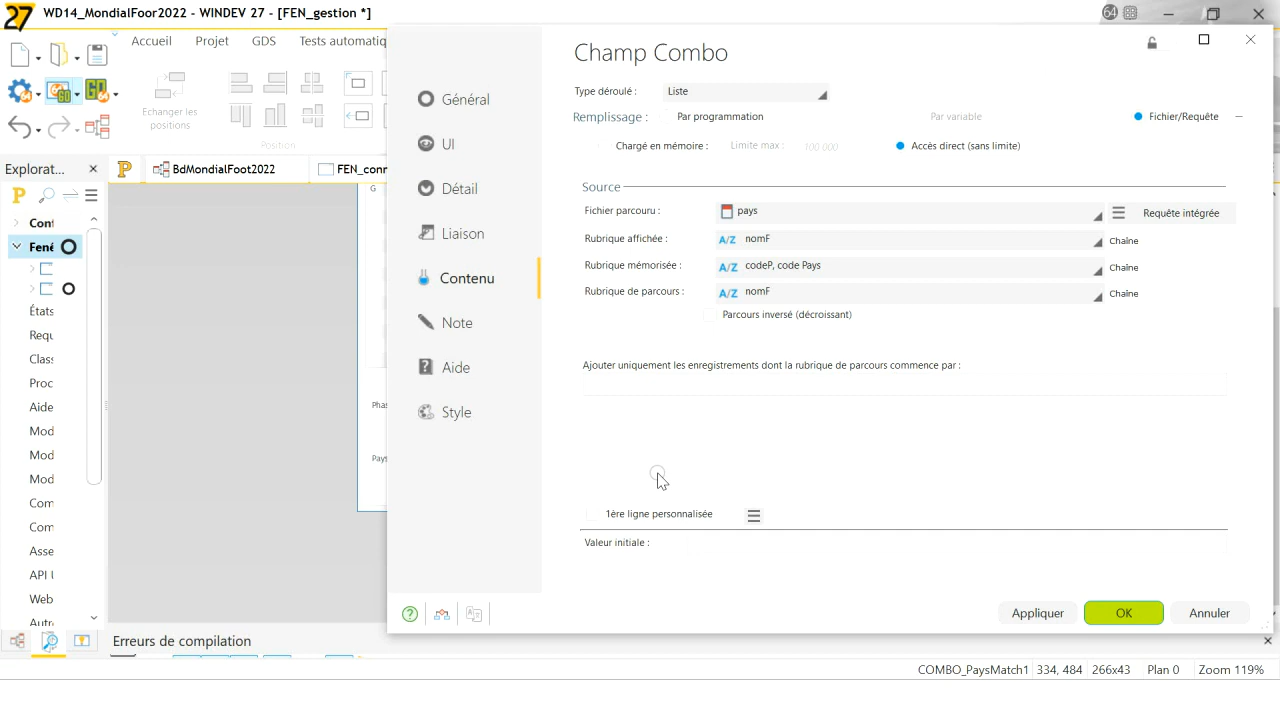 27 WD14_MondialFoor2022 - WINDEV 27 - [FEN_gestion *]
64
Accueil Projet GDS Tests automatiq
Echanger les
positions
Position
Explorat...
BdMondialFoot2022
FEN_conn
Conf
Fenê
États
Requ
Class
Proc
Aide
Mod
Mod
Mod
Com
Com
Asse
API U
Web
Autr
G
Phas
Pays
Champ Combo
Général
UI
Détail
Liaison
Contenu
Note
Aide
Style
Type déroulé : Liste
Remplissage : Par programmation Par variable Fichier/Requête
Chargé en mémoire : Limite max : 100 000 Accès direct (sans limite)
Source
Fichier parcouru : pays Requête intégrée
Rubrique affichée : A/Z nomF Chaîne
Rubrique mémorisée : A/Z codeP, code Pays Chaîne
Rubrique de parcours : A/Z nomF Chaîne
Parcours inversé (décroissant)
Ajouter uniquement les enregistrements dont la rubrique de parcours commence par :
1ère ligne personnalisée
Valeur initiale :
Appliquer OK Annuler
Erreurs de compilation
COMBO_PaysMatch1 334, 484 266x43 Plan 0 Zoom 119%